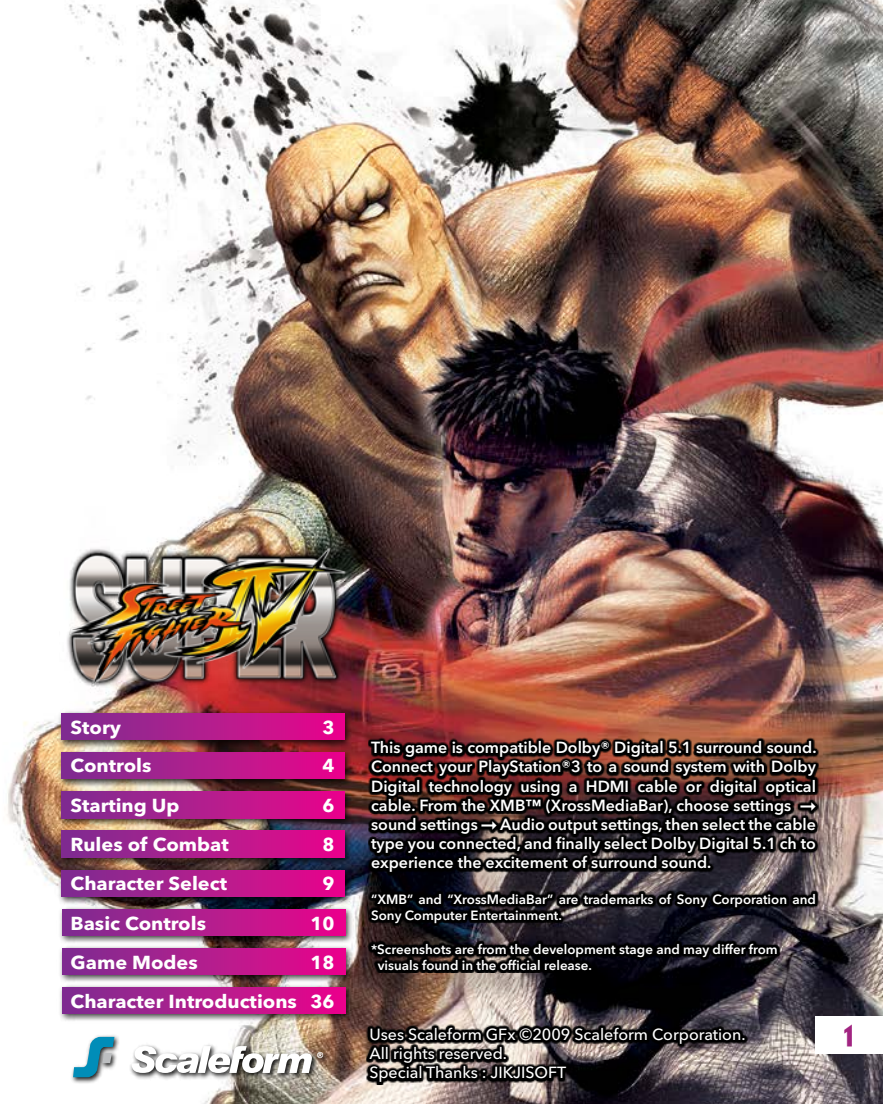 SUPER
STREET
FIGHTER IV
Story 3
Controls 4
Starting Up 6
Rules of Combat 8
Character Select 9
Basic Controls 10
Game Modes 18
Character Introductions 36
This game is compatible Dolby® Digital 5.1 surround sound.
Connect your PlayStation®3 to a sound system with Dolby
Digital technology using a HDMI cable or digital optical
cable. From the XMB™ (XrossMediaBar), choose settings →
sound settings → Audio output settings, then select the cable
type you connected, and finally select Dolby Digital 5.1 ch to
experience the excitement of surround sound.
“XMB” and “XrossMediaBar” are trademarks of Sony Corporation and
Sony Computer Entertainment.
*Screenshots are from the development stage and may differ from
visuals found in the official release.
Scaleform®
Uses Scaleform GFx ©2009 Scaleform Corporation.
All rights reserved.
Special Thanks : JIKJISOFT
1